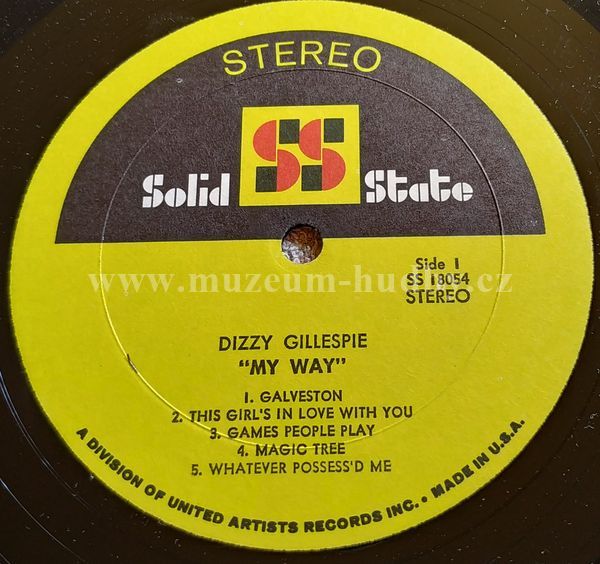 STEREO
Solid SS State
Side 1
SS 18054
STEREO
www.muzeum-hudby.cz
DIZZY GILLESPIE
"MY WAY"
1. GALVESTON
2. THIS GIRL'S IN LOVE WITH YOU
3. GAMES PEOPLE PLAY
4. MAGIC TREE
5. WHATEVER POSSESS'D ME
A DIVISION OF UNITED ARTISTS RECORDS INC. • MADE IN U.S.A.